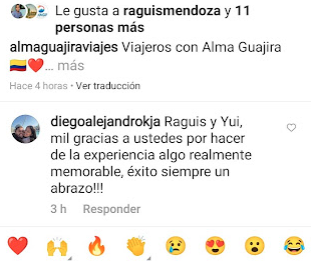 Le gusta a raguismendoza y 11
personas más
almaguajiraviajes Viajeros con Alma Guajira
🇨🇴❤️... más
Hace 4 horas · Ver traducción
diegoalejandrokja Raguis y Yui,
mil gracias a ustedes por hacer
de la experiencia algo realmente
memorable, éxito siempre un
abrazo!!!
3 h Responder